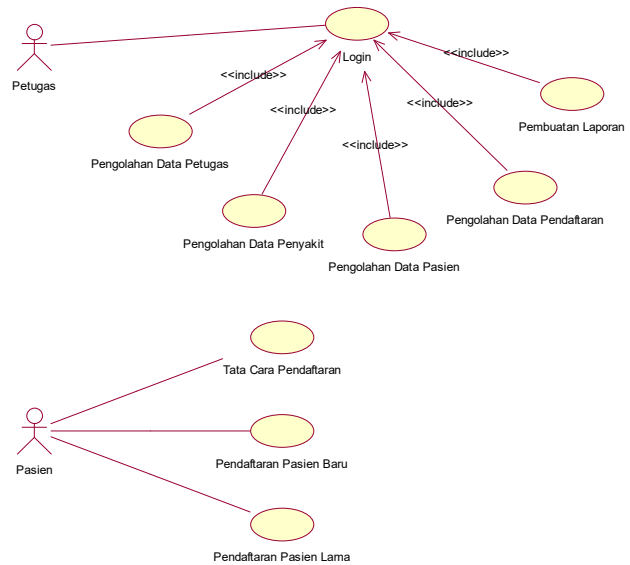 Login
Petugas
<<include>>
<<include>>
<<include>>
<<include>>
<<include>>
Pembuatan Laporan
Pengolahan Data Petugas
Pengolahan Data Pendaftaran
Pengolahan Data Penyakit
Pengolahan Data Pasien
Tata Cara Pendaftaran
Pasien
Pendaftaran Pasien Baru
Pendaftaran Pasien Lama